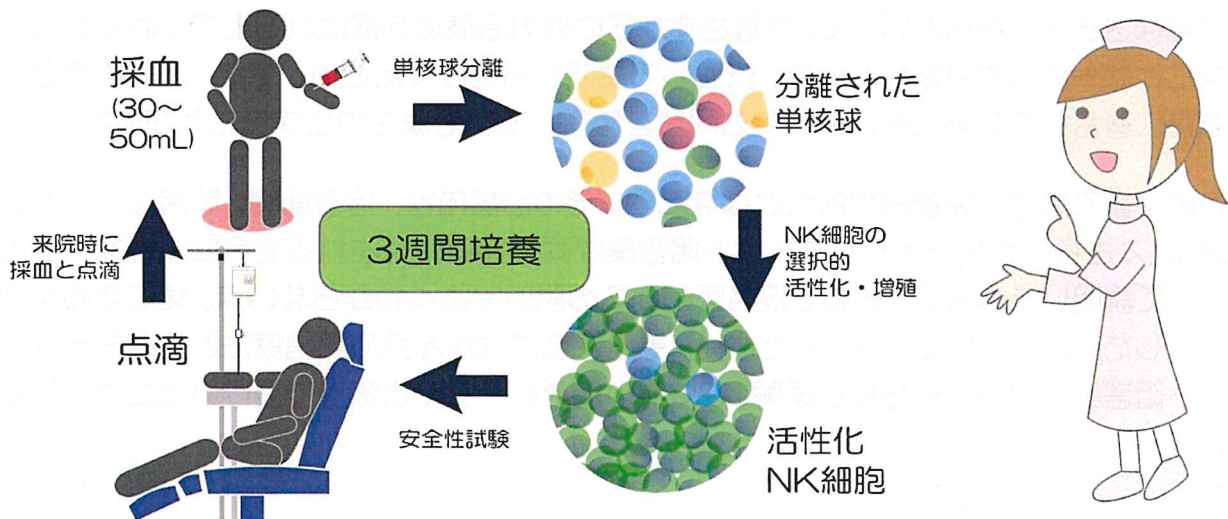 採血
(30～
50mL)
単核球分離
分離された
単核球
NK細胞の
選択的
活性化・増殖
3週間培養
活性化
NK細胞
安全性試験
点滴
来院時に
採血と点滴